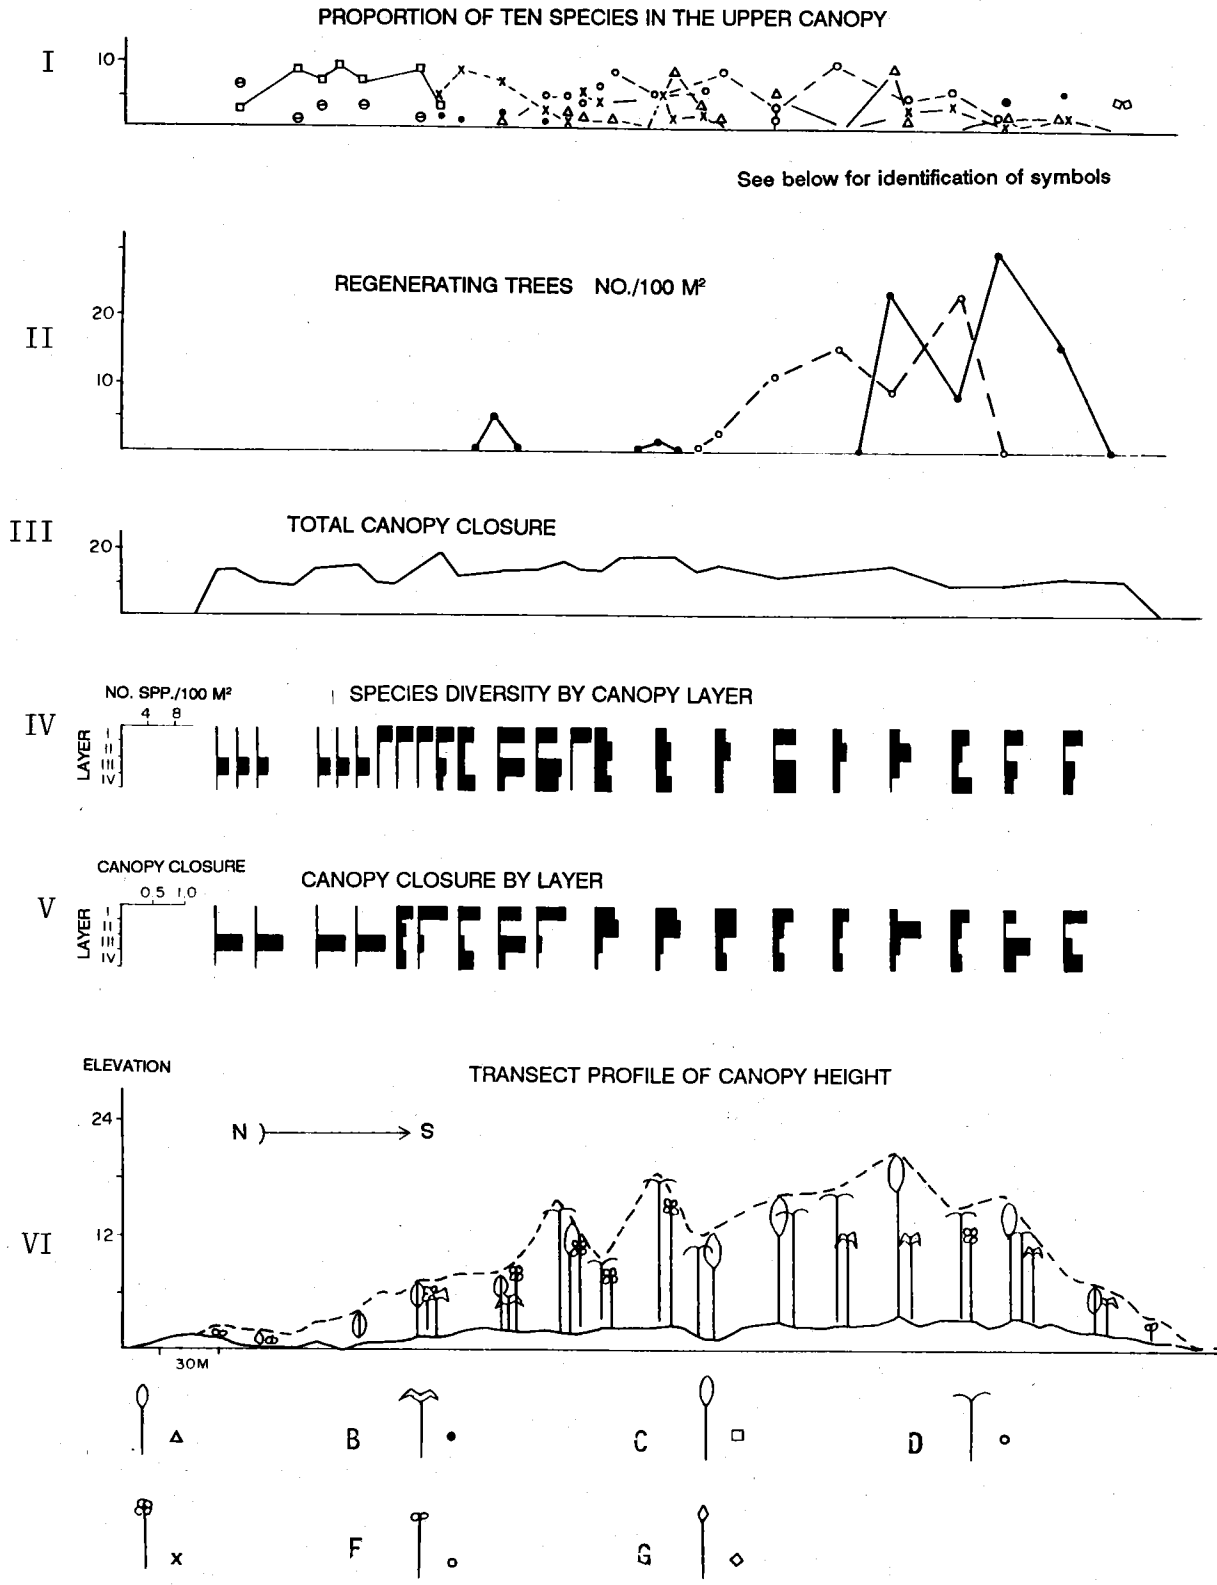 PROPORTION OF TEN SPECIES IN THE UPPER CANOPY
I
10
See below for identification of symbols
REGENERATING TREES NO./100 M²
II
20
10
III
TOTAL CANOPY CLOSURE
20
NO. SPP./100 M² SPECIES DIVERSITY BY CANOPY LAYER
IV
4 8
LAYER
I
II
III
IV
CANOPY CLOSURE
CANOPY CLOSURE BY LAYER
V
0.5 1.0
LAYER
I
II
III
IV
ELEVATION
TRANSECT PROFILE OF CANOPY HEIGHT
24
N S
VI
12
30M
B C D
F G